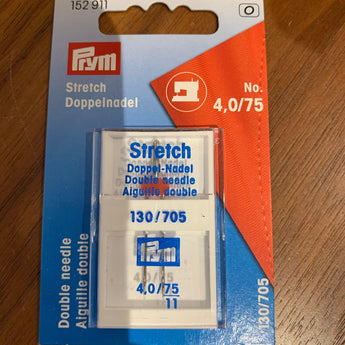 152 911
O
Prym
Stretch
Doppelnadel
No.
4,0/75
Stretch
Doppel-Nadel
Double needle
Aiguille double
130/705
Prym
4,0/75
11
Double needle
Aiguille double
130/705